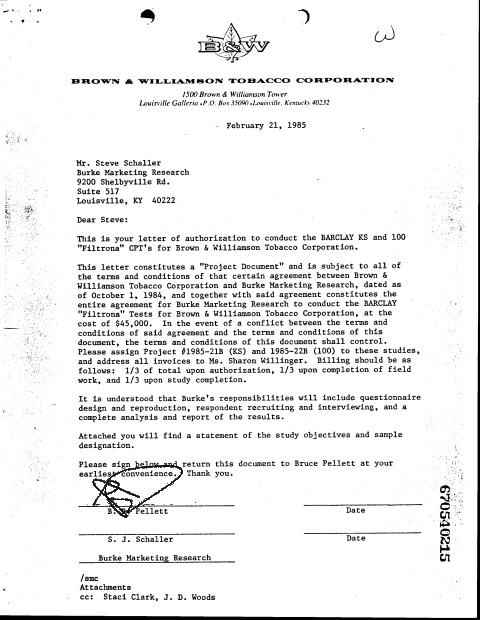 B&W
BROWN & WILLIAMSON TOBACCO CORPORATION
1500 Brown & Williamson Tower
Louisville Galleria •P.O. Box 35090 •Louisville, Kentucky 40232
February 21, 1985
Mr. Steve Schaller
Burke Marketing Research
9200 Shelbyville Rd.
Suite 517
Louisville, KY 40222
Dear Steve:
This is your letter of authorization to conduct the BARCLAY KS and 100
"Filtrona" CPT's for Brown & Williamson Tobacco Corporation.
This letter constitutes a "Project Document" and is subject to all of
the terms and conditions of that certain agreement between Brown &
Williamson Tobacco Corporation and Burke Marketing Research, dated as
of October 1, 1984, and together with said agreement constitutes the
entire agreement for Burke Marketing Research to conduct the BARCLAY
"Filtrona" Tests for Brown & Williamson Tobacco Corporation, at the
cost of $45,000. In the event of a conflict between the terms and
conditions of said agreement and the terms and conditions of this
document, the terms and conditions of this document shall control.
Please assign Project #1985-21B (KS) and 1985-22B (100) to these studies,
and address all invoices to Ms. Sharon Willinger. Billing should be as
follows: 1/3 of total upon authorization, 1/3 upon completion of field
work, and 1/3 upon study completion.
It is understood that Burke's responsibilities will include questionnaire
design and reproduction, respondent recruiting and interviewing, and a
complete analysis and report of the results.
Attached you will find a statement of the study objectives and sample
designation.
Please sign below and return this document to Bruce Pellett at your
earliest convenience. Thank you.
Pellett Date
S. J. Schaller Date
Burke Marketing Research
/smc
Attachments
cc: Staci Clark, J. D. Woods
670540215